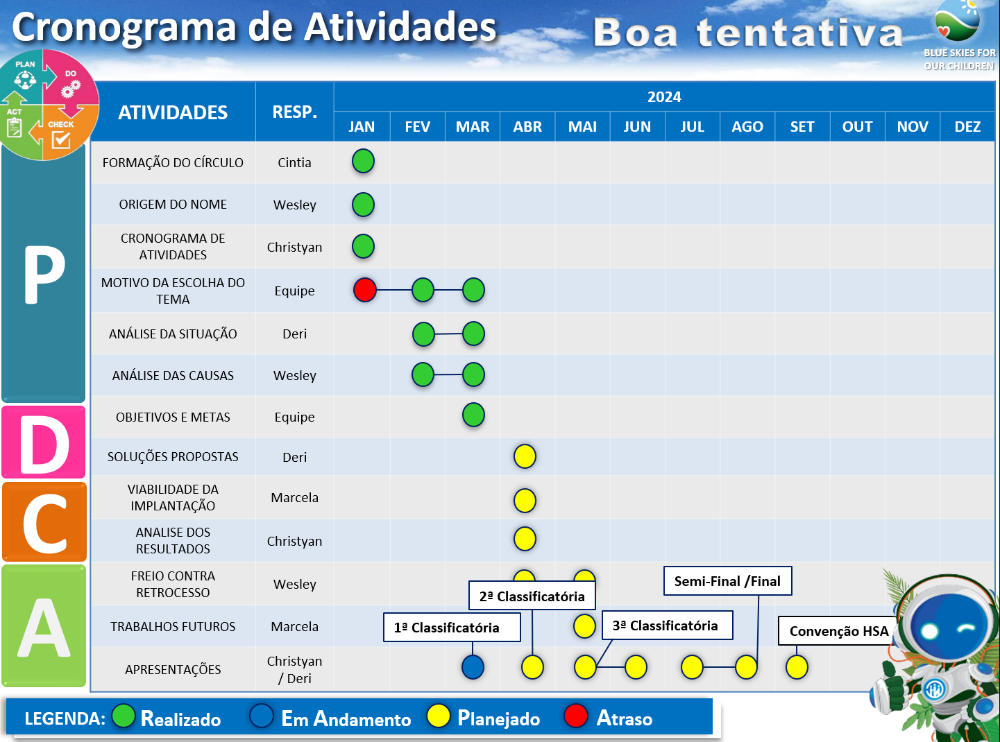 Cronograma de Atividades
Boa tentativa
BLUE SKIES FOR
OUR CHILDREN
PLAN
DO
ACT
CHECK
ATIVIDADES
RESP.
2024
JAN FEV MAR ABR MAI JUN JUL AGO SET OUT NOV DEZ
P
FORMAÇÃO DO CÍRCULO Cintia
ORIGEM DO NOME Wesley
CRONOGRAMA DE
ATIVIDADES
Christyan
MOTIVO DA ESCOLHA DO
TEMA
Equipe
ANÁLISE DA SITUAÇÃO Deri
ANÁLISE DAS CAUSAS Wesley
OBJETIVOS E METAS Equipe
D
SOLUÇÕES PROPOSTAS Deri
C
VIABILIDADE DA
IMPLANTAÇÃO
Marcela
ANALISE DOS
RESULTADOS
Christyan
A
FREIO CONTRA
RETROCESSO
Wesley
Semi-Final /Final
2ª Classificatória
TRABALHOS FUTUROS Marcela
1ª Classificatória
3ª Classificatória
Convenção HSA
APRESENTAÇÕES
Christyan
/ Deri
LEGENDA: Realizado Em Andamento Planejado Atraso